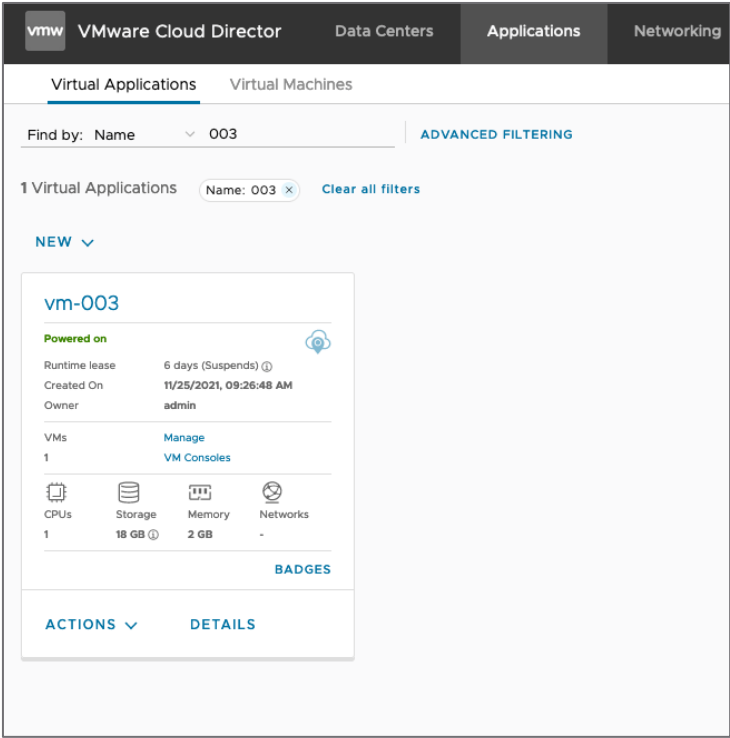 vmw VMware Cloud Director Data Centers Applications Networking
Virtual Applications Virtual Machines
Find by: Name 003 ADVANCED FILTERING
1 Virtual Applications Name: 003 × Clear all filters
NEW
vm-003
Powered on
Runtime lease 6 days (Suspends)
Created On 11/25/2021, 09:26:48 AM
Owner admin
VMs Manage
1 VM Consoles
CPUs Storage Memory Networks
1 18 GB 2 GB -
BADGES
ACTIONS DETAILS